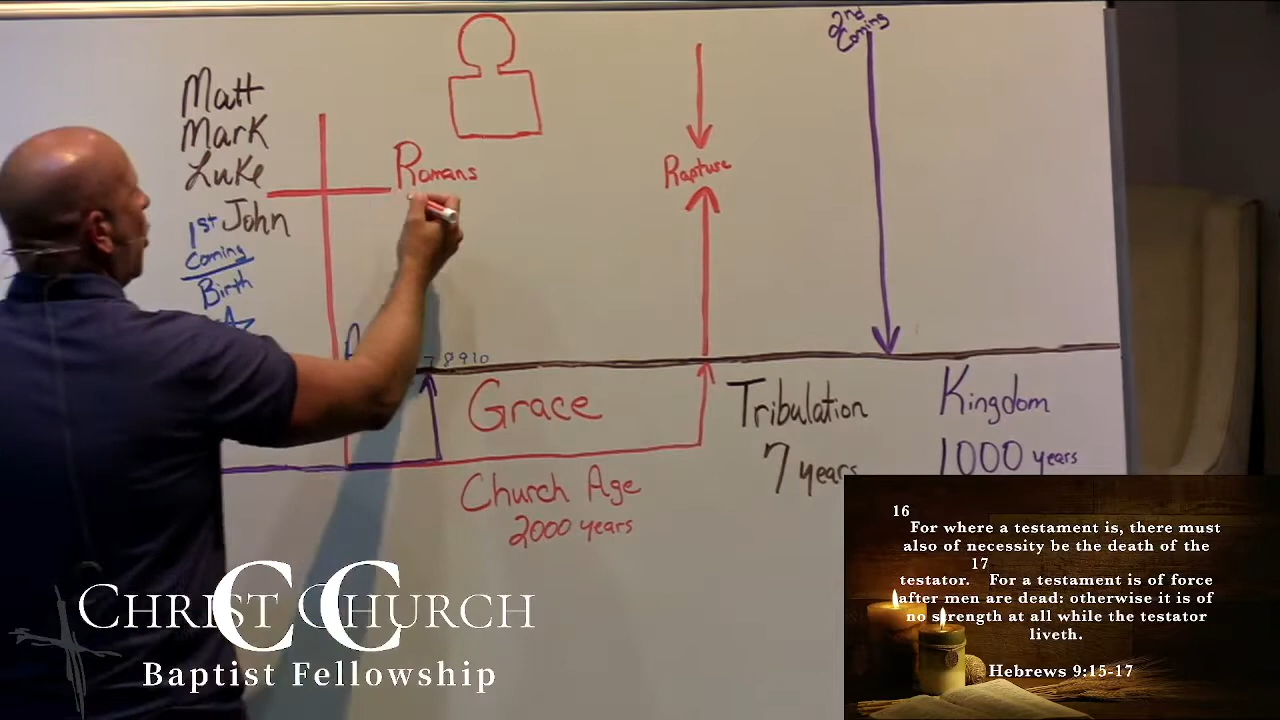 Matt
Mark
Luke
John
1st
Coming
Birth
Romans
Rapture
2nd
Coming
7 8 9 10
Grace
Church Age
2000 years
Tribulation
7 years
Kingdom
1000 years
CC
CHRIST CHURCH
Baptist Fellowship
16
For where a testament is, there must
also of necessity be the death of the
17
testator. For a testament is of force
after men are dead: otherwise it is of
no strength at all while the testator
liveth.
Hebrews 9:15-17